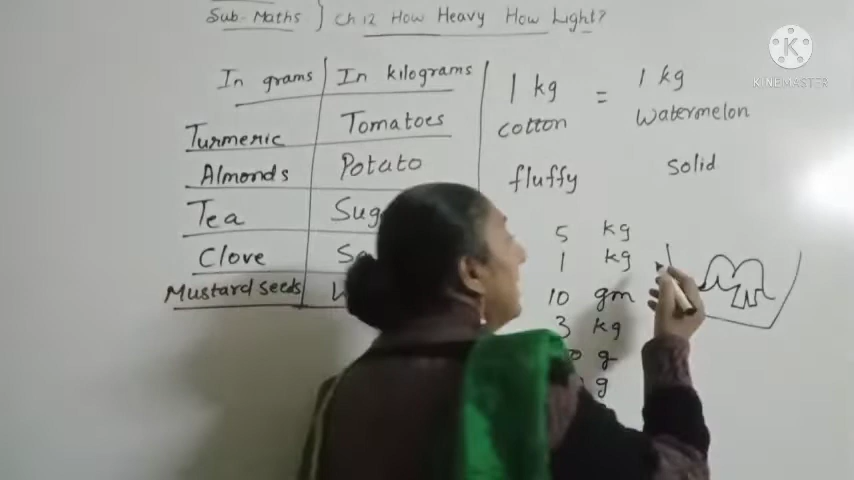 Sub-Maths } Ch 12 How Heavy How Light?
In grams In kilograms
Turmeric Tomatoes
Almonds Potato
Tea
Clove
Mustard seeds
1 kg = 1 kg
cotton watermelon
fluffy solid
5 kg
1 kg
10 gm
3 kg
g
g
K
KINEMASTER